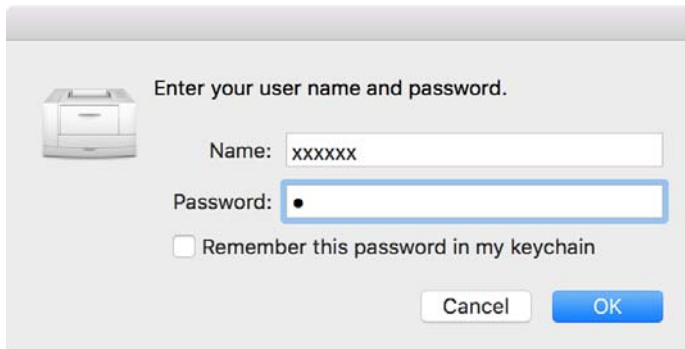 Enter your user name and password.
Name: xxxxxx
Password: •
Remember this password in my keychain
Cancel OK